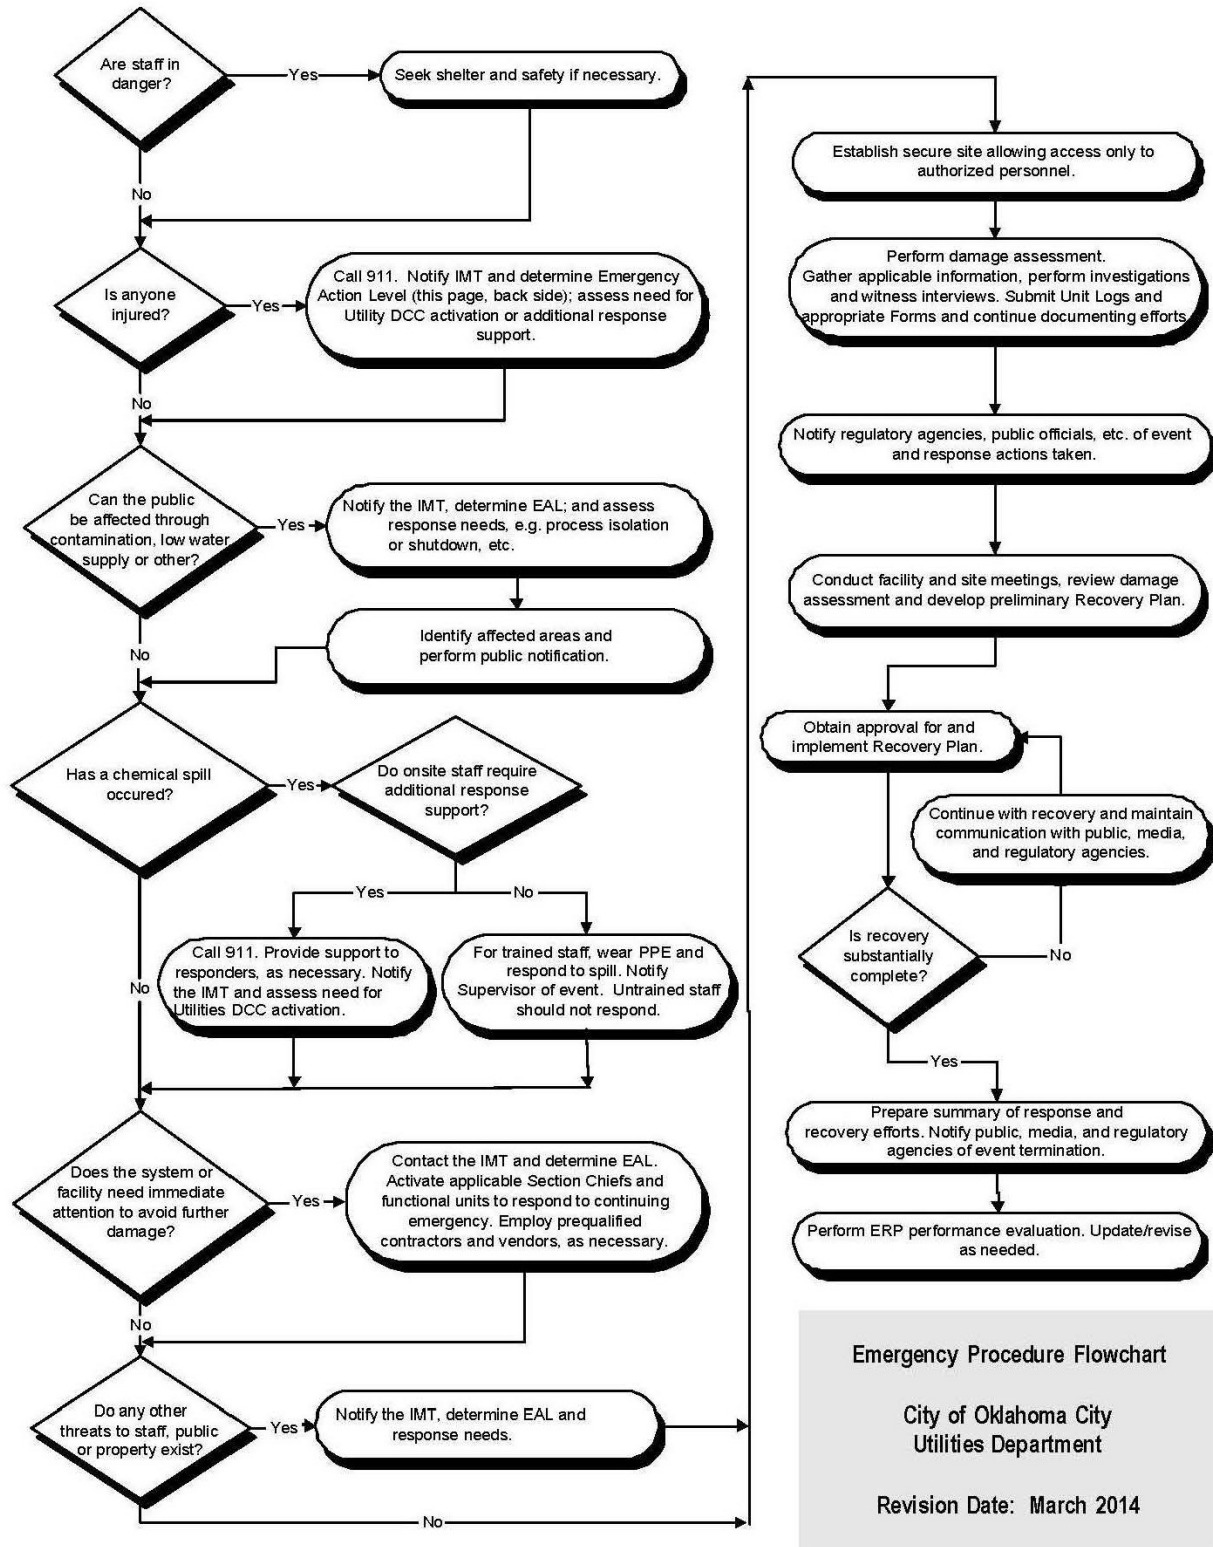 Are staff in
danger?
Yes
Seek shelter and safety if necessary.
No
Is anyone
injured?
Yes
Call 911.  Notify IMT and determine Emergency
Action Level (this page, back side); assess need for
Utility DCC activation or additional response
support.
No
Can the public
be affected through
contamination, low water
supply or other?
Yes
Notify the IMT, determine EAL; and assess
response needs, e.g. process isolation
or shutdown, etc.
Identify affected areas and
perform public notification.
No
Has a chemical spill
occured?
Yes
Do onsite staff require
additional response
support?
Yes
No
Call 911. Provide support to
responders, as necessary. Notify
the IMT and assess need for
Utilities DCC activation.
For trained staff, wear PPE and
respond to spill. Notify
Supervisor of event.  Untrained staff
should not respond.
No
Does the system or
facility need immediate
attention to avoid further
damage?
Yes
Contact the IMT and determine EAL.
Activate applicable Section Chiefs and
functional units to respond to continuing
emergency. Employ prequalified
contractors and vendors, as necessary.
No
Do any other
threats to staff, public
or property exist?
Yes
Notify the IMT, determine EAL and
response needs.
No
Establish secure site allowing access only to
authorized personnel.
Perform damage assessment.
Gather applicable information, perform investigations
and witness interviews. Submit Unit Logs and
appropriate Forms and continue documenting efforts.
Notify regulatory agencies, public officials, etc. of event
and response actions taken.
Conduct facility and site meetings, review damage
assessment and develop preliminary Recovery Plan.
Obtain approval for and
implement Recovery Plan.
Continue with recovery and maintain
communication with public, media,
and regulatory agencies.
Is recovery
substantially
complete?
No
Yes
Prepare summary of response and
recovery efforts. Notify public, media, and regulatory
agencies of event termination.
Perform ERP performance evaluation. Update/revise
as needed.
Emergency Procedure Flowchart
City of Oklahoma City
Utilities Department
Revision Date:  March 2014